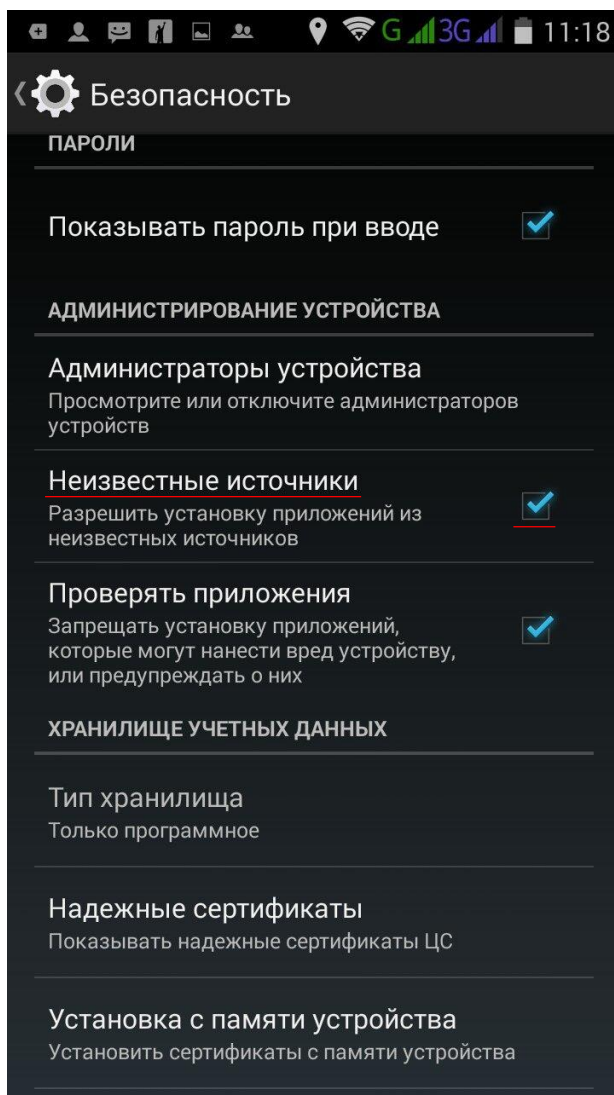 G 3G 11:18
Безопасность
ПАРОЛИ
Показывать пароль при вводе
АДМИНИСТРИРОВАНИЕ УСТРОЙСТВА
Администраторы устройства
Просмотрите или отключите администраторов
устройств
Неизвестные источники
Разрешить установку приложений из
неизвестных источников
Проверять приложения
Запрещать установку приложений,
которые могут нанести вред устройству,
или предупреждать о них
ХРАНИЛИЩЕ УЧЕТНЫХ ДАННЫХ
Тип хранилища
Только программное
Надежные сертификаты
Показывать надежные сертификаты ЦС
Установка с памяти устройства
Установить сертификаты с памяти устройства